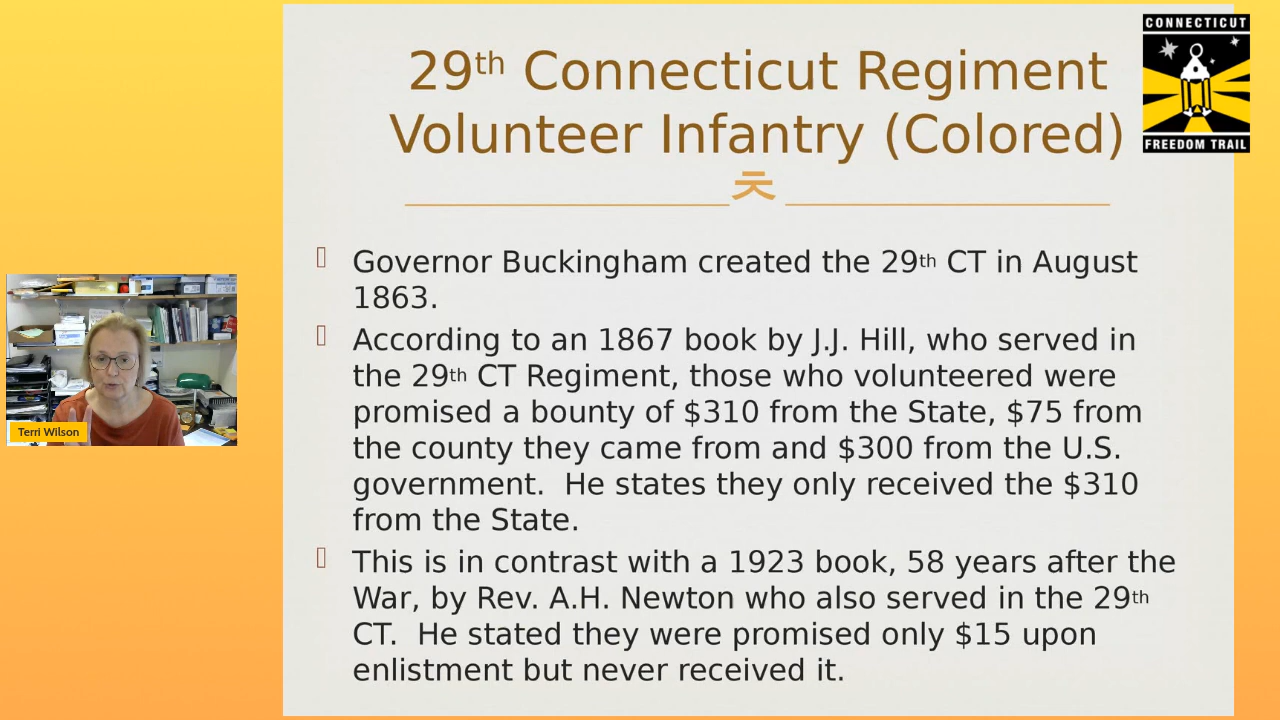 29th Connecticut Regiment
Volunteer Infantry (Colored)
CONNECTICUT
FREEDOM TRAIL
Governor Buckingham created the 29th CT in August
1863.
According to an 1867 book by J.J. Hill, who served in
the 29th CT Regiment, those who volunteered were
promised a bounty of $310 from the State, $75 from
the county they came from and $300 from the U.S.
government.  He states they only received the $310
from the State.
This is in contrast with a 1923 book, 58 years after the
War, by Rev. A.H. Newton who also served in the 29th
CT.  He stated they were promised only $15 upon
enlistment but never received it.
Terri Wilson